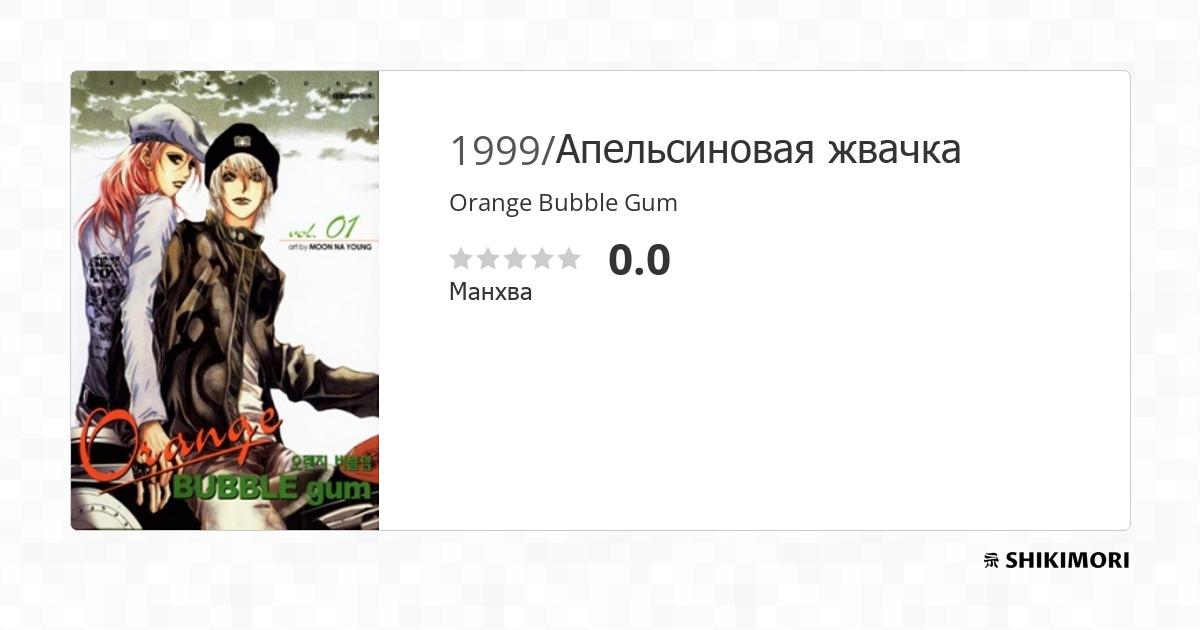 vol. 01
art by MOON NA YOUNG
Orange
오렌지 버블껌
BUBBLE gum
1999/Апельсиновая жвачка
Orange Bubble Gum
0.0
Манхва
SHIKIMORI